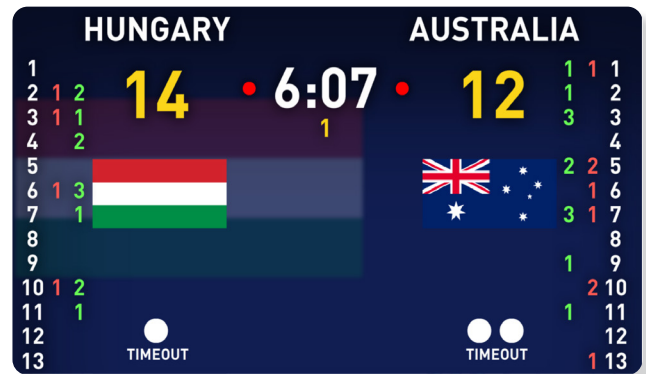 HUNGARY AUSTRALIA
14 6:07 12
1
1 1 1 1
2 1 2 1 2
3 1 1 3 3
4 2 4
5 2 2 5
6 1 3 1 6
7 1 3 1 7
8 8
9 1 9
10 1 2 2 10
11 1 1 11
12 12
13 1 13
TIMEOUT TIMEOUT